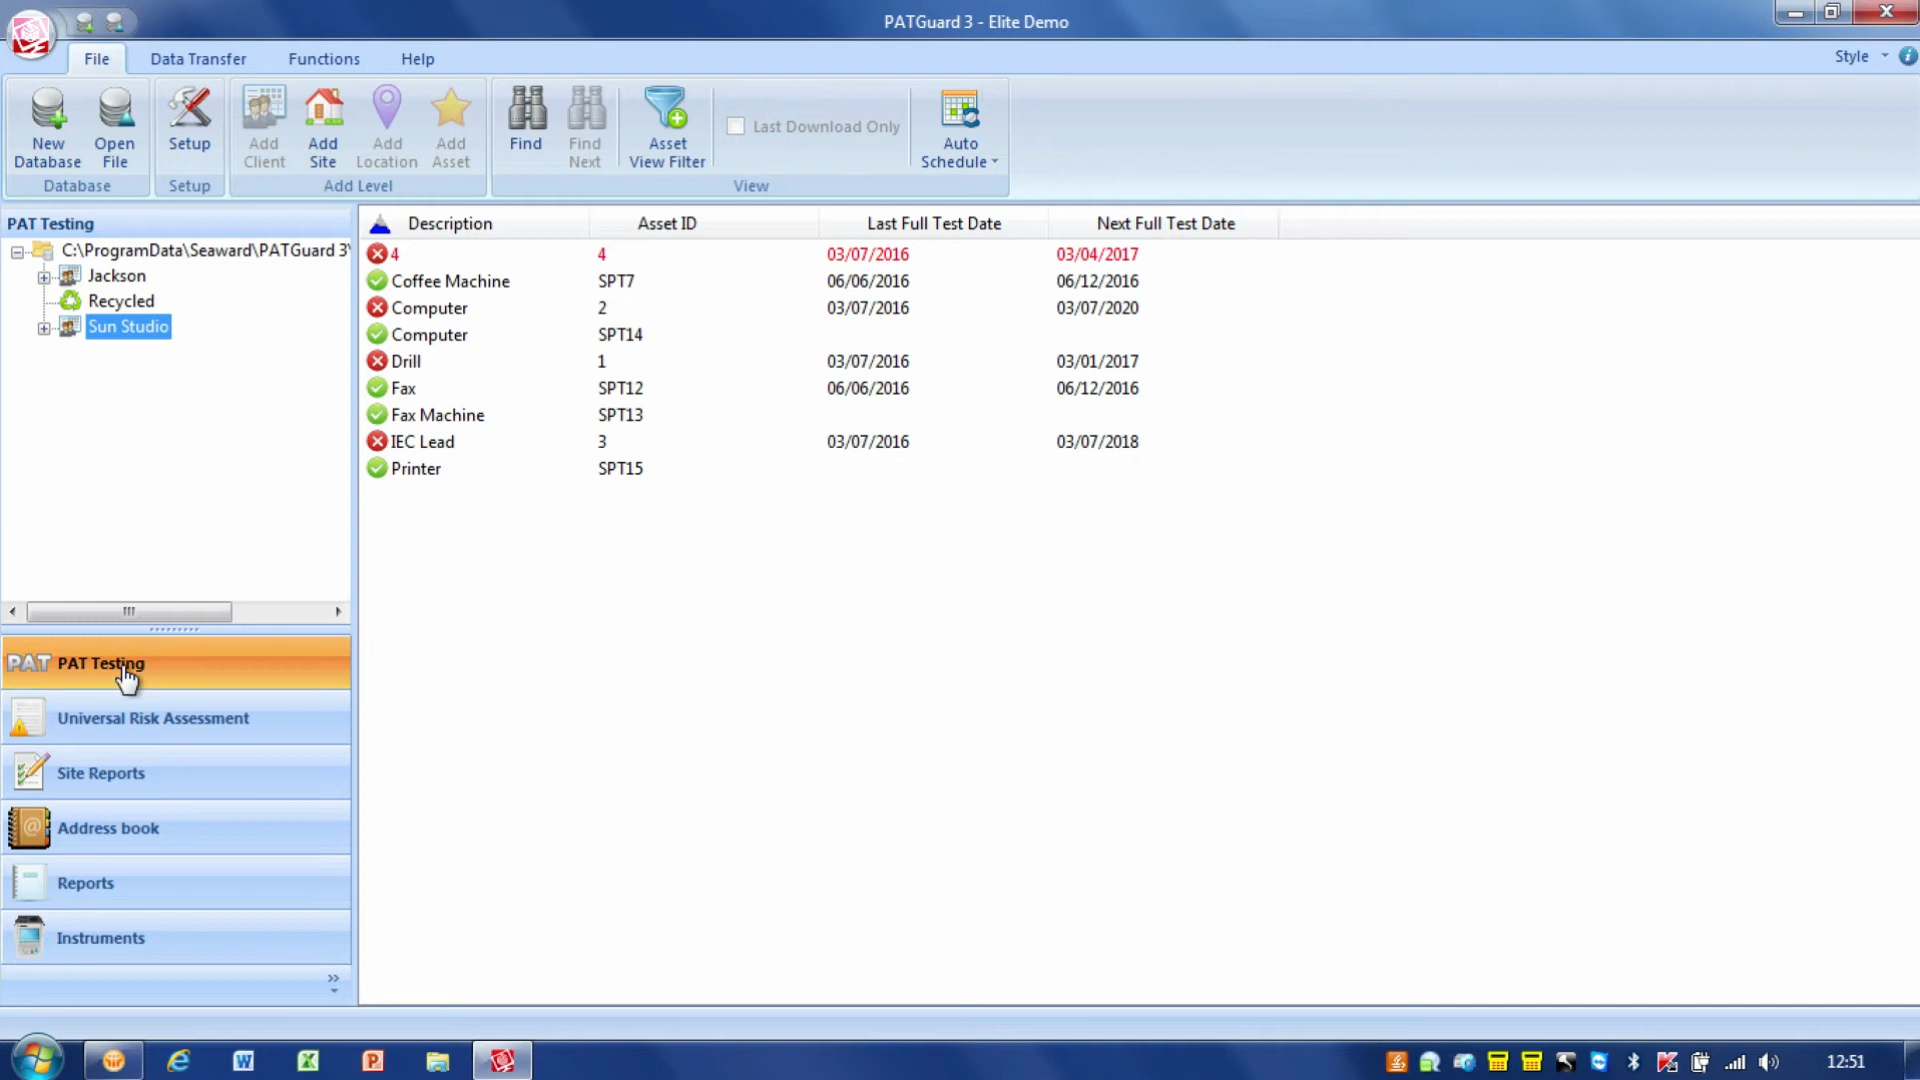 PATGuard 3 - Elite Demo
File Data Transfer Functions Help Style
New Database Open File Setup Add Client Add Site Add Location Add Asset Find Find Next Asset View Filter Last Download Only Auto Schedule
Database Setup Add Level View
PAT Testing
C:\ProgramData\Seaward\PATGuard 3\
Jackson
Recycled
Sun Studio
Description Asset ID Last Full Test Date Next Full Test Date
4 4 03/07/2016 03/04/2017
Coffee Machine SPT7 06/06/2016 06/12/2016
Computer 2 03/07/2016 03/07/2020
Computer SPT14
Drill 1 03/07/2016 03/01/2017
Fax SPT12 06/06/2016 06/12/2016
Fax Machine SPT13
IEC Lead 3 03/07/2016 03/07/2018
Printer SPT15
PAT PAT Testing
Universal Risk Assessment
Site Reports
Address book
Reports
Instruments
12:51